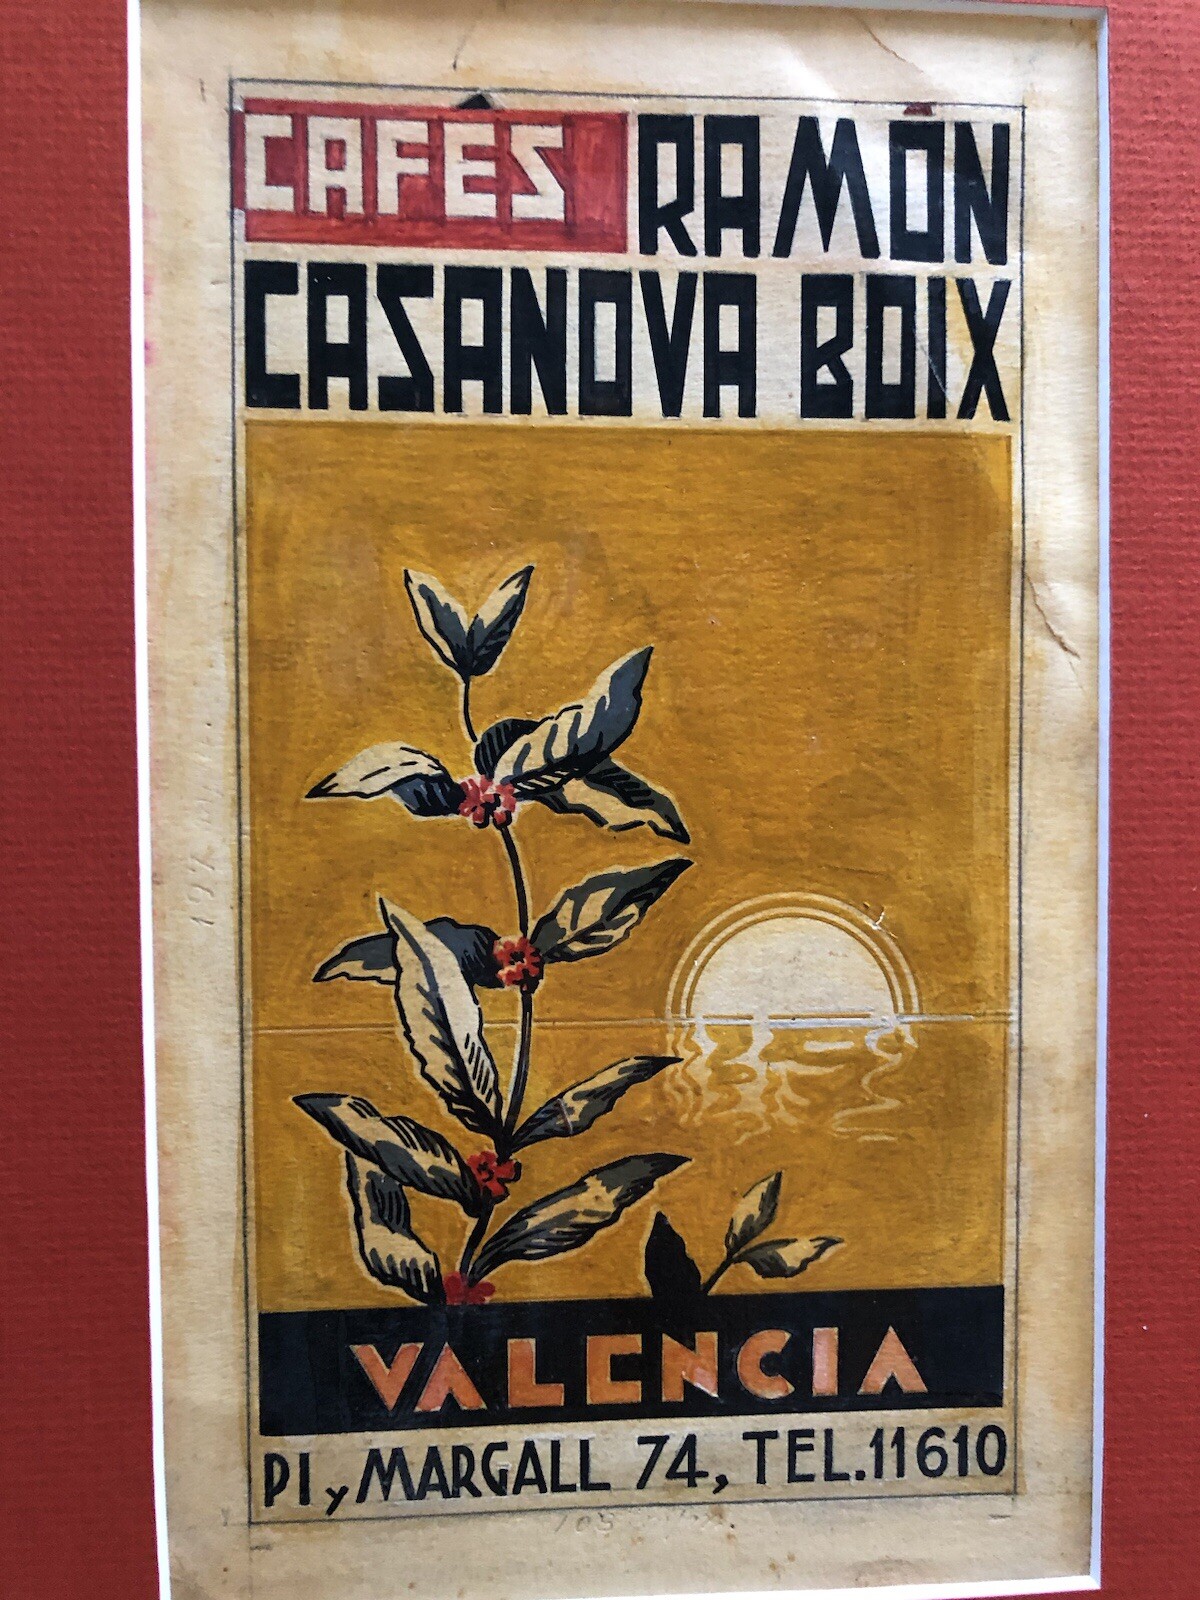 CAFÉS RAMÓN
CASANOVA BOIX
VALENCIA
PI y MARGALL 74, TEL.11610